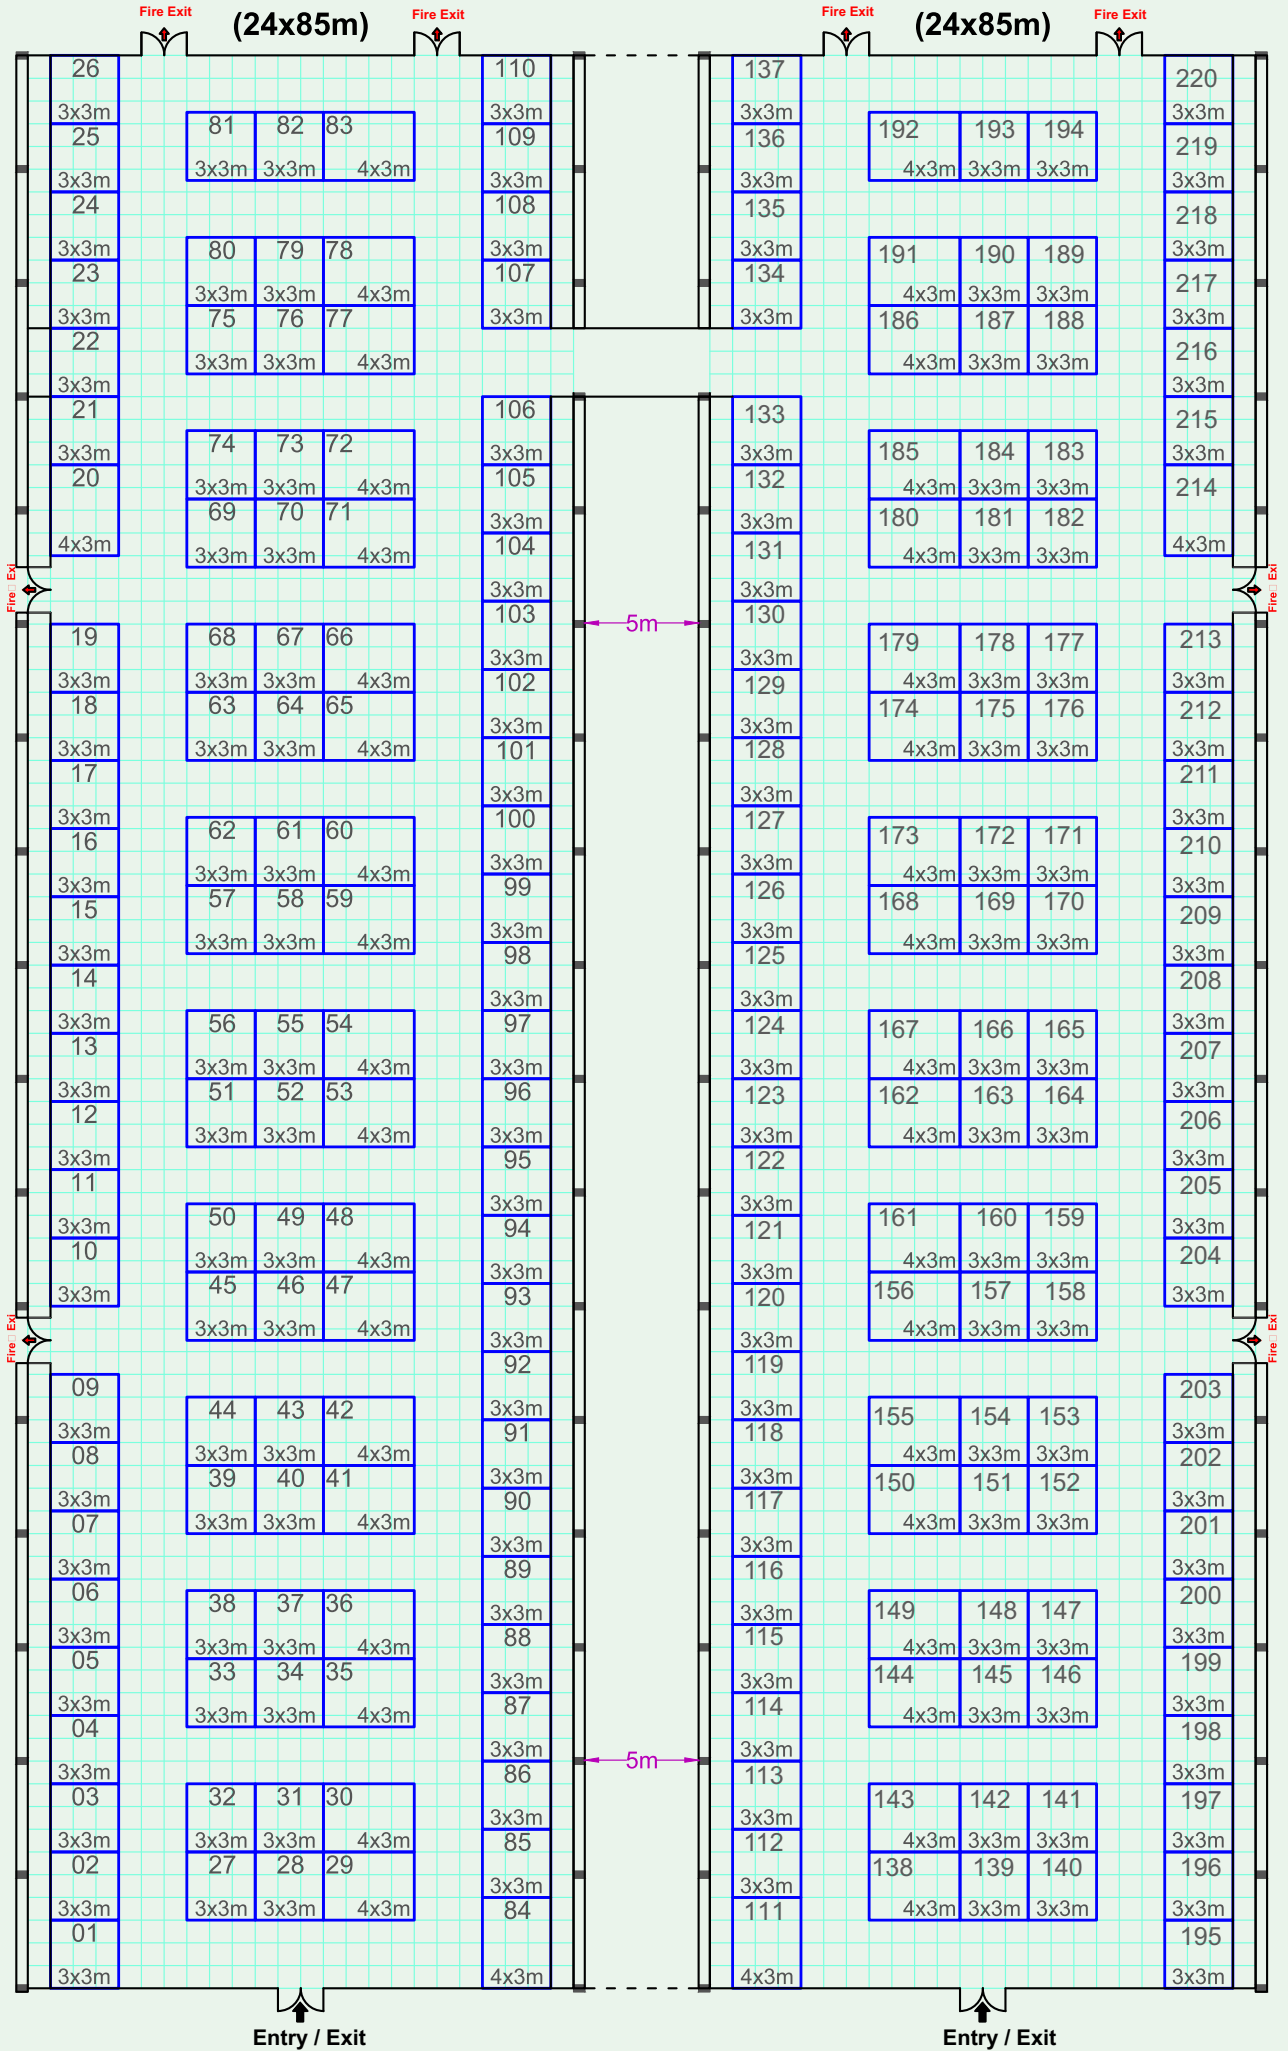 Fire Exit
Fire Exit
(24x85m)
Fire Exit
Fire Exit
(24x85m)
26
3x3m
25
3x3m
24
3x3m
23
3x3m
22
3x3m
21
3x3m
20
4x3m
Fire Exi
19
3x3m
18
3x3m
17
3x3m
16
3x3m
15
3x3m
14
3x3m
13
3x3m
12
3x3m
11
3x3m
10
3x3m
Fire Exi
09
3x3m
08
3x3m
07
3x3m
06
3x3m
05
3x3m
04
3x3m
03
3x3m
02
3x3m
01
3x3m
81 82 83
3x3m 3x3m 4x3m
80 79 78
3x3m 3x3m 4x3m
75 76 77
3x3m 3x3m 4x3m
74 73 72
3x3m 3x3m 4x3m
69 70 71
3x3m 3x3m 4x3m
68 67 66
3x3m 3x3m 4x3m
63 64 65
3x3m 3x3m 4x3m
62 61 60
3x3m 3x3m 4x3m
57 58 59
3x3m 3x3m 4x3m
56 55 54
3x3m 3x3m 4x3m
51 52 53
3x3m 3x3m 4x3m
50 49 48
3x3m 3x3m 4x3m
45 46 47
3x3m 3x3m 4x3m
44 43 42
3x3m 3x3m 4x3m
39 40 41
3x3m 3x3m 4x3m
38 37 36
3x3m 3x3m 4x3m
33 34 35
3x3m 3x3m 4x3m
32 31 30
3x3m 3x3m 4x3m
27 28 29
3x3m 3x3m 4x3m
110
3x3m
109
3x3m
108
3x3m
107
3x3m
106
3x3m
105
3x3m
104
3x3m
103
3x3m
102
3x3m
101
3x3m
100
3x3m
99
3x3m
98
3x3m
97
3x3m
96
3x3m
95
3x3m
94
3x3m
93
3x3m
92
3x3m
91
3x3m
90
3x3m
89
3x3m
88
3x3m
87
3x3m
86
3x3m
85
3x3m
84
4x3m
5m
5m
137
3x3m
136
3x3m
135
3x3m
134
3x3m
133
3x3m
132
3x3m
131
3x3m
130
3x3m
129
3x3m
128
3x3m
127
3x3m
126
3x3m
125
3x3m
124
3x3m
123
3x3m
122
3x3m
121
3x3m
120
3x3m
119
3x3m
118
3x3m
117
3x3m
116
3x3m
115
3x3m
114
3x3m
113
3x3m
112
3x3m
111
4x3m
192 193 194
4x3m 3x3m 3x3m
191 190 189
4x3m 3x3m 3x3m
186 187 188
4x3m 3x3m 3x3m
185 184 183
4x3m 3x3m 3x3m
180 181 182
4x3m 3x3m 3x3m
179 178 177
4x3m 3x3m 3x3m
174 175 176
4x3m 3x3m 3x3m
173 172 171
4x3m 3x3m 3x3m
168 169 170
4x3m 3x3m 3x3m
167 166 165
4x3m 3x3m 3x3m
162 163 164
4x3m 3x3m 3x3m
161 160 159
4x3m 3x3m 3x3m
156 157 158
4x3m 3x3m 3x3m
155 154 153
4x3m 3x3m 3x3m
150 151 152
4x3m 3x3m 3x3m
149 148 147
4x3m 3x3m 3x3m
144 145 146
4x3m 3x3m 3x3m
143 142 141
4x3m 3x3m 3x3m
138 139 140
4x3m 3x3m 3x3m
220
3x3m
219
3x3m
218
3x3m
217
3x3m
216
3x3m
215
3x3m
214
4x3m
Fire Exi
213
3x3m
212
3x3m
211
3x3m
210
3x3m
209
3x3m
208
3x3m
207
3x3m
206
3x3m
205
3x3m
204
3x3m
Fire Exi
203
3x3m
202
3x3m
201
3x3m
200
3x3m
199
3x3m
198
3x3m
197
3x3m
196
3x3m
195
3x3m
Entry / Exit
Entry / Exit